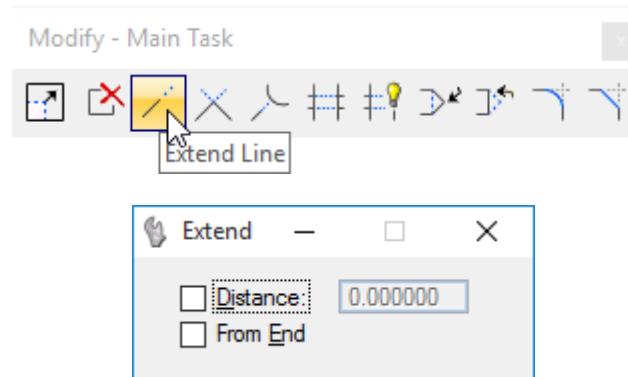 Modify - Main Task
Extend Line
Extend
Distance: 0.000000
From End